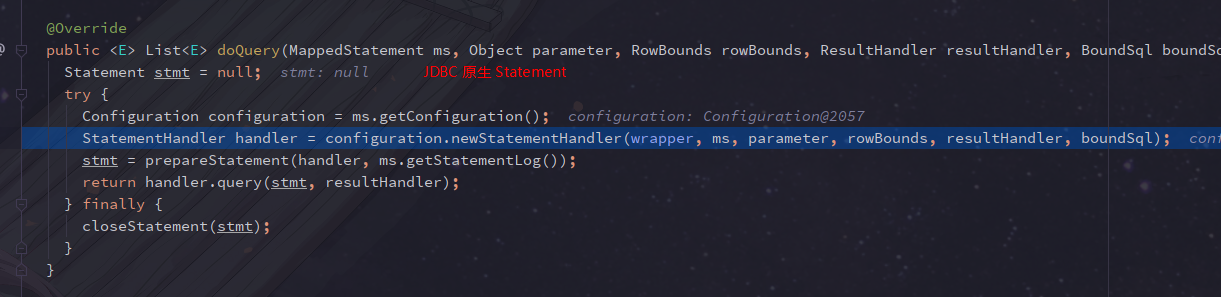 @Override
public <E> List<E> doQuery(MappedStatement ms, Object parameter, RowBounds rowBounds, ResultHandler resultHandler, BoundSql boundSq
Statement stmt = null; stmt: null JDBC 原生 Statement
try {
Configuration configuration = ms.getConfiguration(); configuration: Configuration@2057
StatementHandler handler = configuration.newStatementHandler(wrapper, ms, parameter, rowBounds, resultHandler, boundSql); conf
stmt = prepareStatement(handler, ms.getStatementLog());
return handler.query(stmt, resultHandler);
} finally {
closeStatement(stmt);
}
}